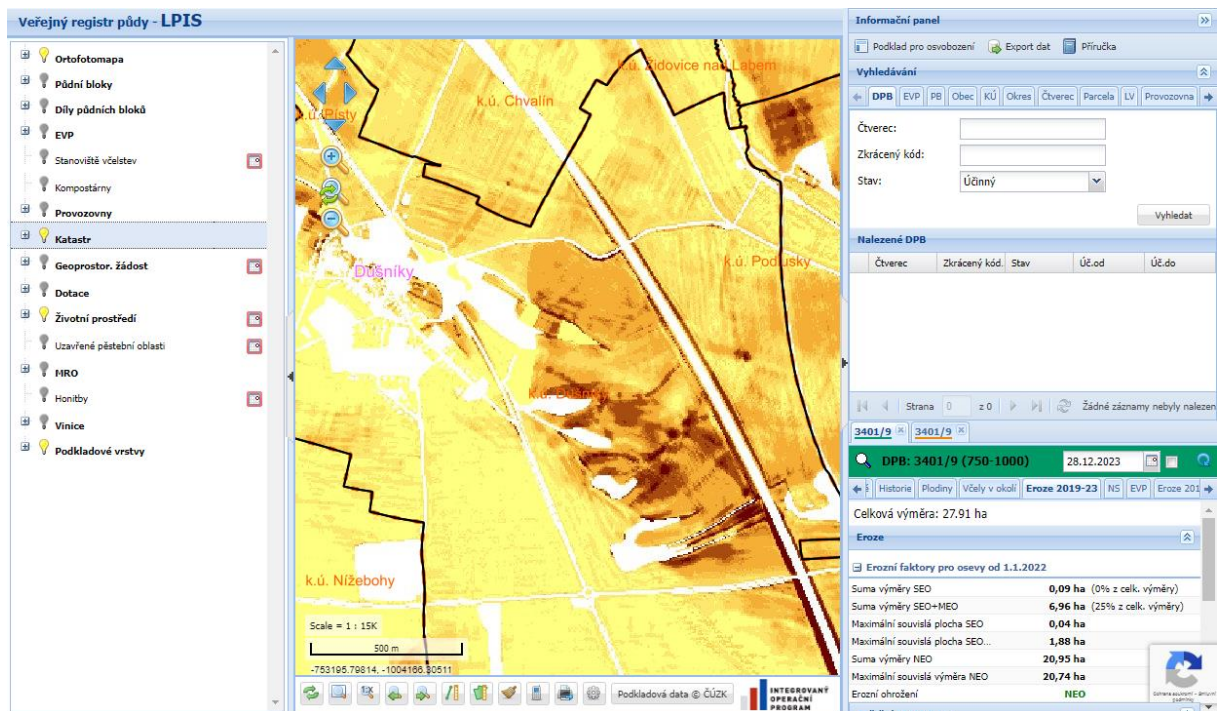 Veřejný registr půdy - LPIS
Ortofotomapa
Půdní bloky
Díly půdních bloků
EVP
Stanoviště včelstev
Kompostárny
Provozovny
Katastr
Geoprostor. žádost
Dotace
Životní prostředí
Uzavřené pěstební oblasti
MRO
Honitby
Vinice
Podkladové vrstvy
k.ú. Židovice nad Labem
k.ú. Chvalín
k.ú. Písty
k.ú. Podlusky
Dušníky
k.ú. Dušníky
k.ú. Nížebohy
Scale = 1 : 15K
500 m
-753195.79814, -1004166.30511
Podkladová data © ČÚZK
INTEGROVANÝ
OPERAČNÍ
PROGRAM
Informační panel
Podklad pro osvobození Export dat Příručka
Vyhledávání
DPB EVP PB Obec KÚ Okres Čtverec Parcela LV Provozovna
Čtverec:
Zkrácený kód:
Stav: Účinný
Vyhledat
Nalezené DPB
Čtverec Zkrácený kód. Stav Úč.od Úč.do
Strana 0 z 0 Žádné záznamy nebyly nalezen
3401/9 3401/9
DPB: 3401/9 (750-1000) 28.12.2023
Historie Plodiny Včely v okolí Eroze 2019-23 NS EVP Eroze 201
Celková výměra: 27.91 ha
Eroze
Erozní faktory pro osevy od 1.1.2022
Suma výměry SEO 0,09 ha (0% z celk. výměry)
Suma výměry SEO+MEO 6,96 ha (25% z celk. výměry)
Maximální souvislá plocha SEO 0,04 ha
Maximální souvislá plocha SEO... 1,88 ha
Suma výměry NEO 20,95 ha
Maximální souvislá výměra NEO 20,74 ha
Erozní ohrožení NEO